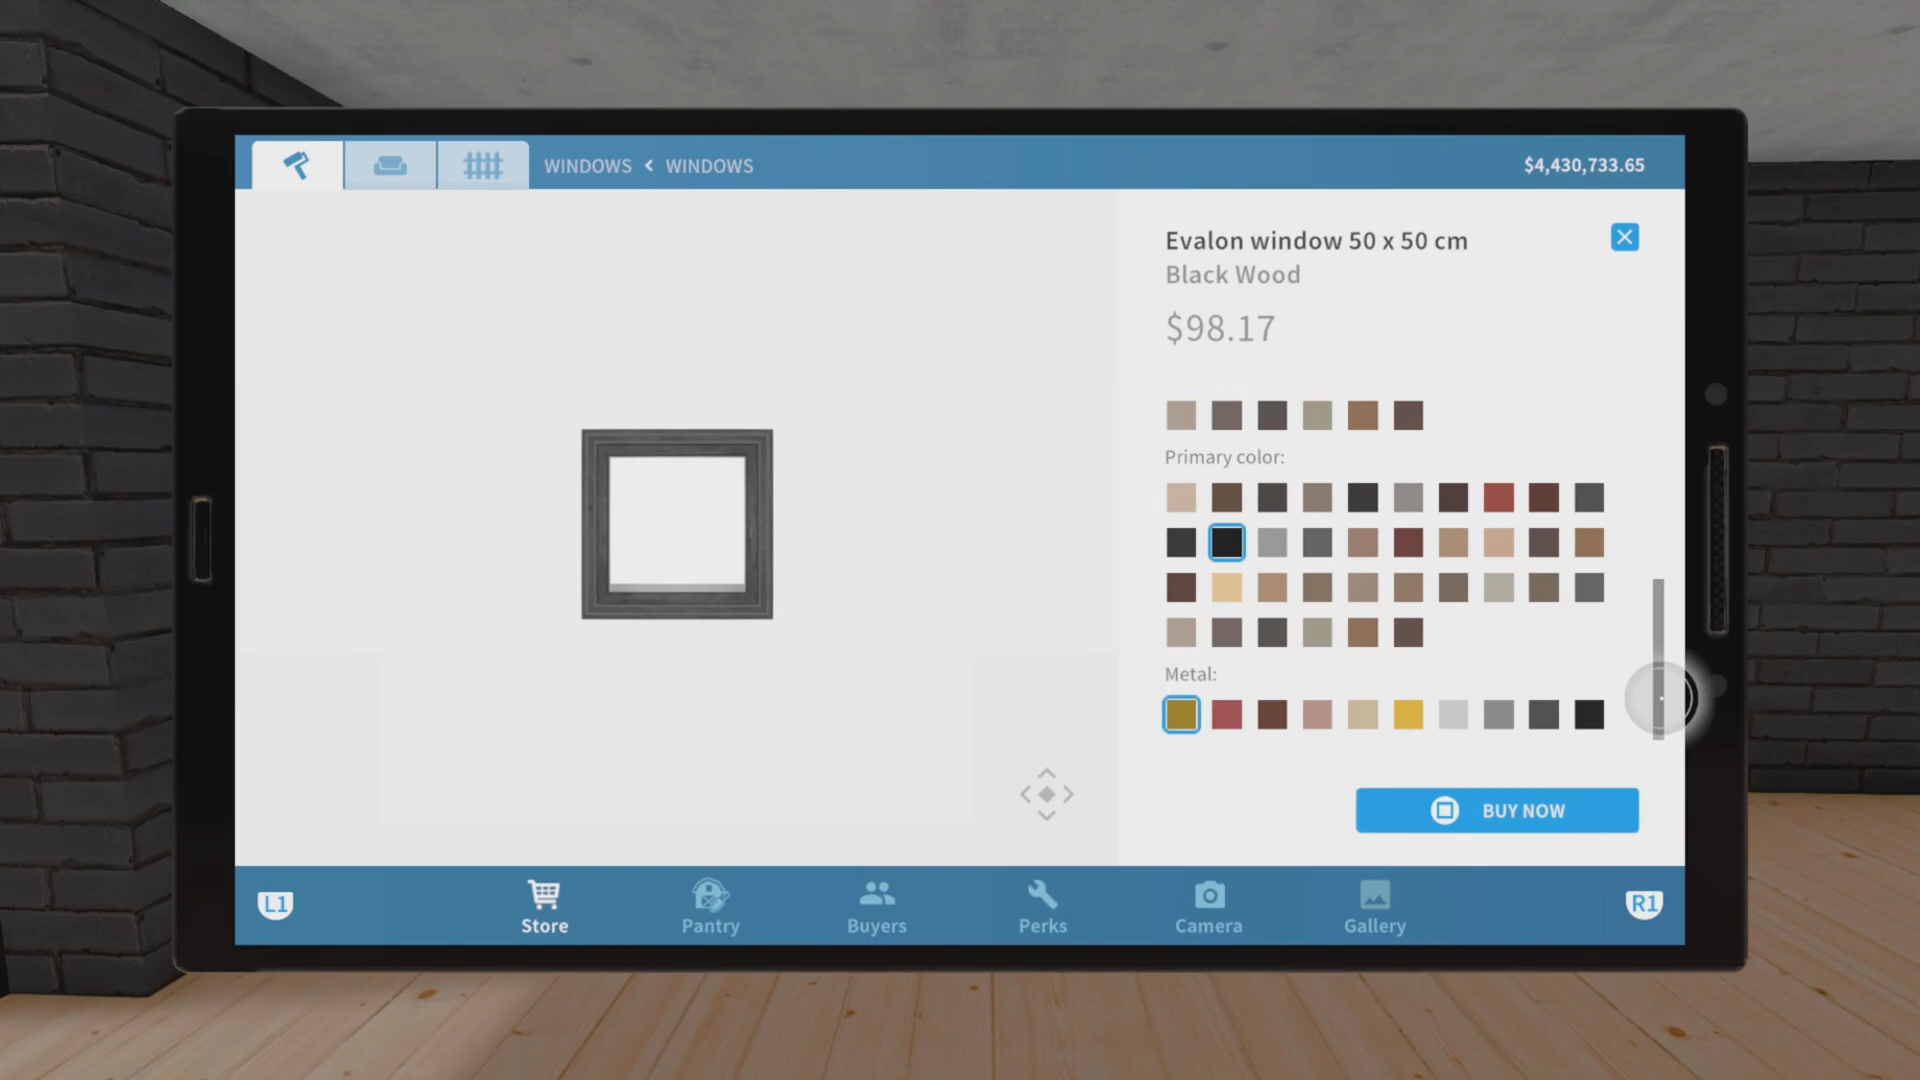 WINDOWS < WINDOWS
$4,430,733.65
Evalon window 50 x 50 cm
Black Wood
$98.17
Primary color:
Metal:
BUY NOW
L1
Store
Pantry
Buyers
Perks
Camera
Gallery
R1